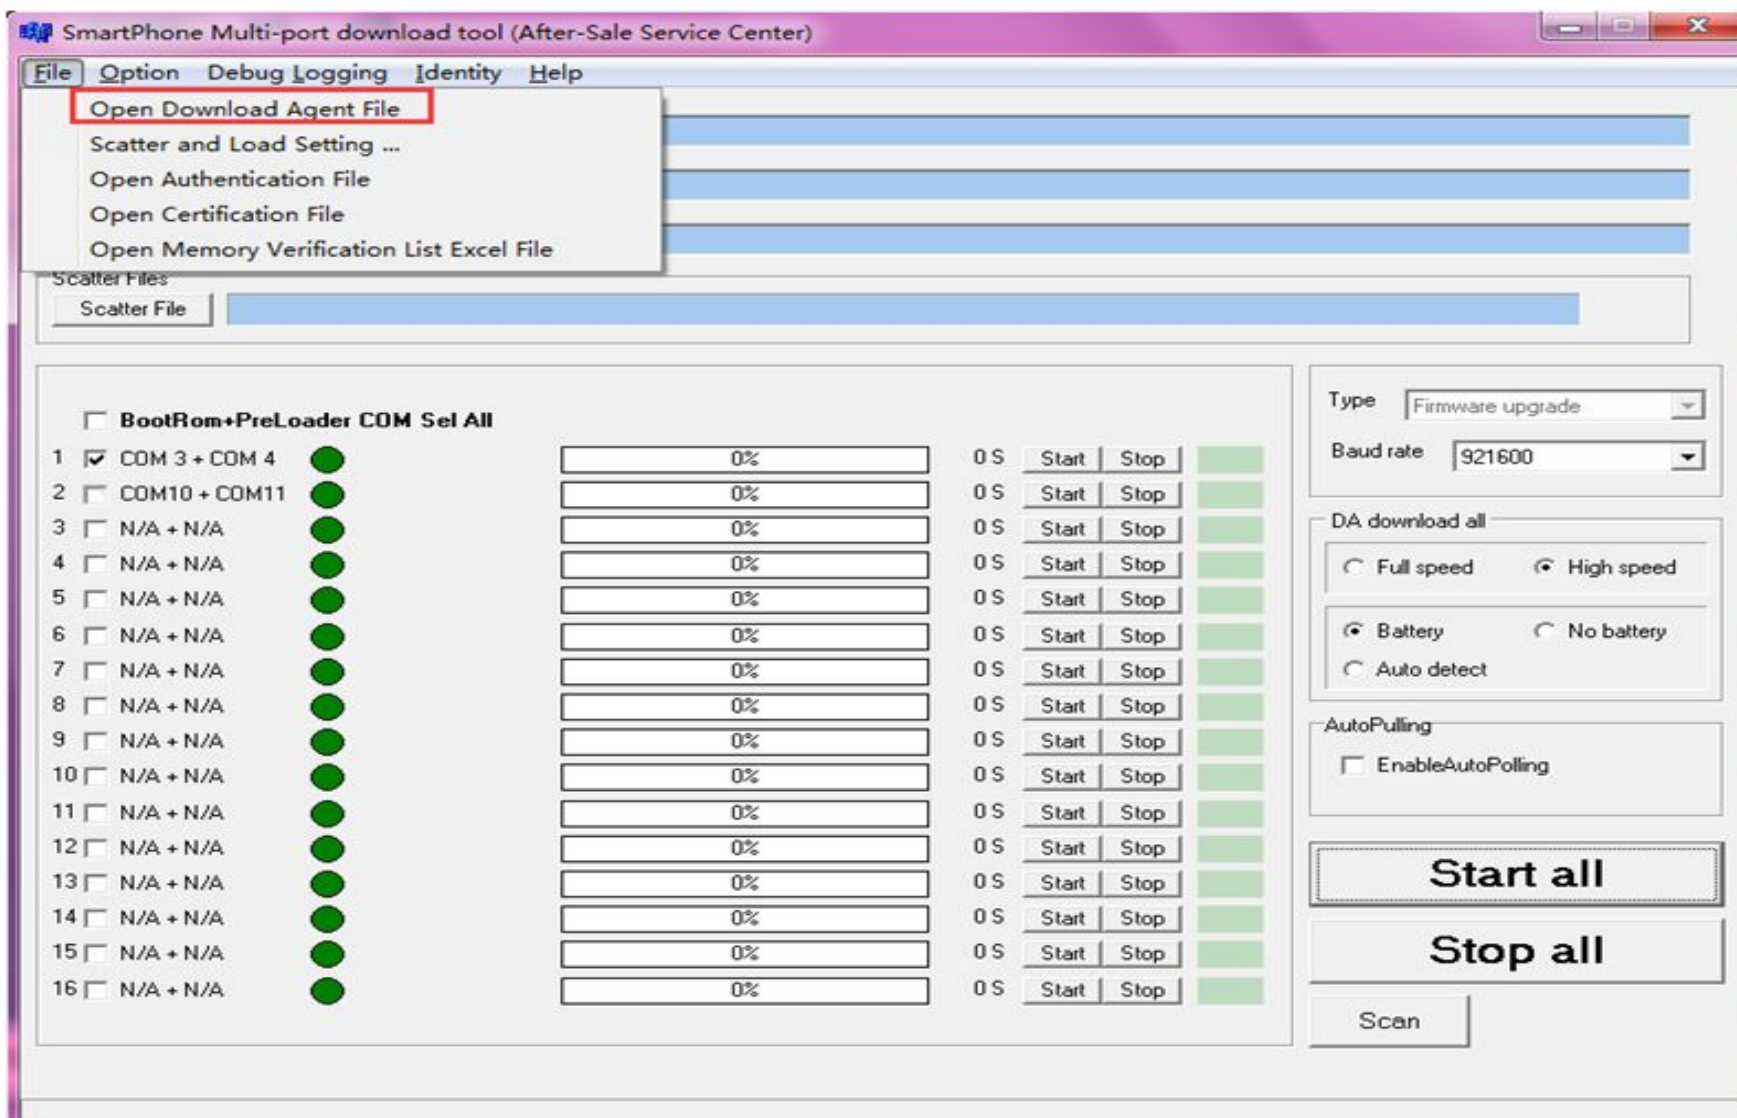 SmartPhone Multi-port download tool (After-Sale Service Center)
File Option Debug Logging Identity Help
Open Download Agent File
Scatter and Load Setting ...
Open Authentication File
Open Certification File
Open Memory Verification List Excel File
Scatter Files
Scatter File
BootRom+PreLoader COM Sel All
1 COM 3 + COM 4 0% 0 S Start Stop
2 COM10 + COM11 0% 0 S Start Stop
3 N/A + N/A 0% 0 S Start Stop
4 N/A + N/A 0% 0 S Start Stop
5 N/A + N/A 0% 0 S Start Stop
6 N/A + N/A 0% 0 S Start Stop
7 N/A + N/A 0% 0 S Start Stop
8 N/A + N/A 0% 0 S Start Stop
9 N/A + N/A 0% 0 S Start Stop
10 N/A + N/A 0% 0 S Start Stop
11 N/A + N/A 0% 0 S Start Stop
12 N/A + N/A 0% 0 S Start Stop
13 N/A + N/A 0% 0 S Start Stop
14 N/A + N/A 0% 0 S Start Stop
15 N/A + N/A 0% 0 S Start Stop
16 N/A + N/A 0% 0 S Start Stop
Type Firmware upgrade
Baud rate 921600
DA download all
Full speed High speed
Battery No battery
Auto detect
AutoPulling
EnableAutoPolling
Start all
Stop all
Scan